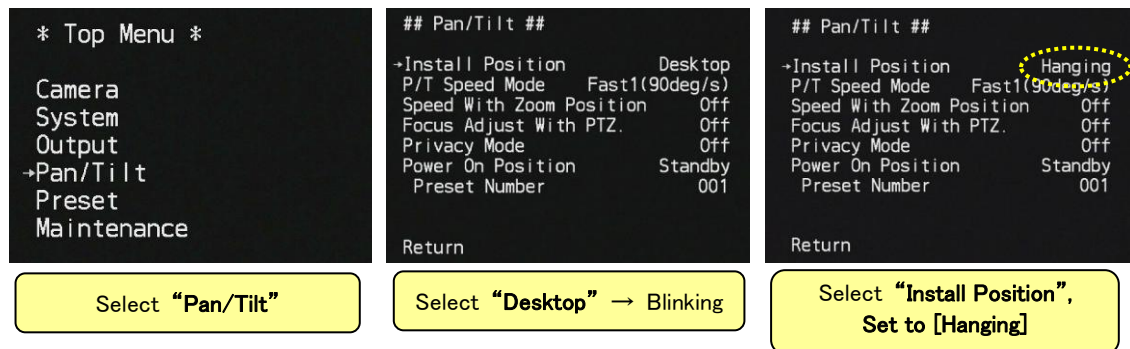 * Top Menu *
Camera
System
Output
→Pan/Tilt
Preset
Maintenance
Select “Pan/Tilt”
## Pan/Tilt ##
→Install Position Desktop
P/T Speed Mode Fast1(90deg/s)
Speed With Zoom Position Off
Focus Adjust With PTZ. Off
Privacy Mode Off
Power On Position Standby
Preset Number 001
Return
Select “Desktop” → Blinking
## Pan/Tilt ##
→Install Position Hanging
P/T Speed Mode Fast1(90deg/s)
Speed With Zoom Position Off
Focus Adjust With PTZ. Off
Privacy Mode Off
Power On Position Standby
Preset Number 001
Return
Select “Install Position”,
Set to [Hanging]